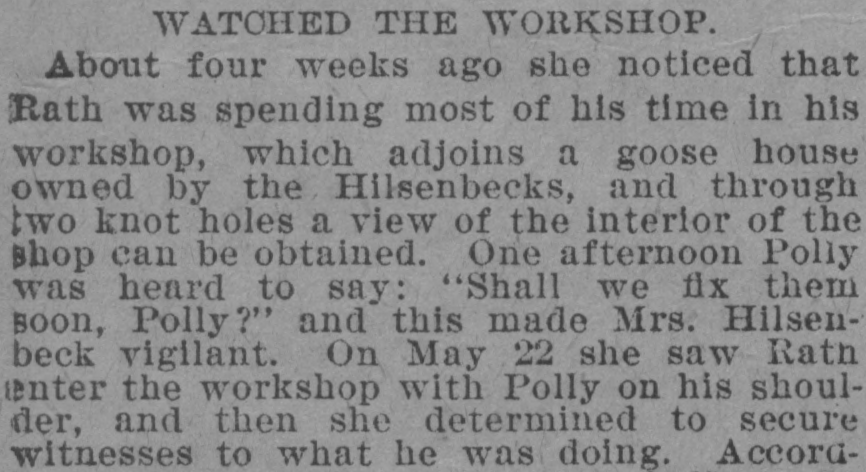 WATCHED THE WORKSHOP.
About four weeks ago she noticed that
Rath was spending most of his time in his
workshop, which adjoins a goose house
owned by the Hilsenbecks, and through
two knot holes a view of the interior of the
shop can be obtained. One afternoon Polly
was heard to say: "Shall we fix them
soon, Polly?" and this made Mrs. Hilsen-
beck vigilant. On May 22 she saw Rath
enter the workshop with Polly on his shoul-
der, and then she determined to secure
witnesses to what he was doing. Accord-